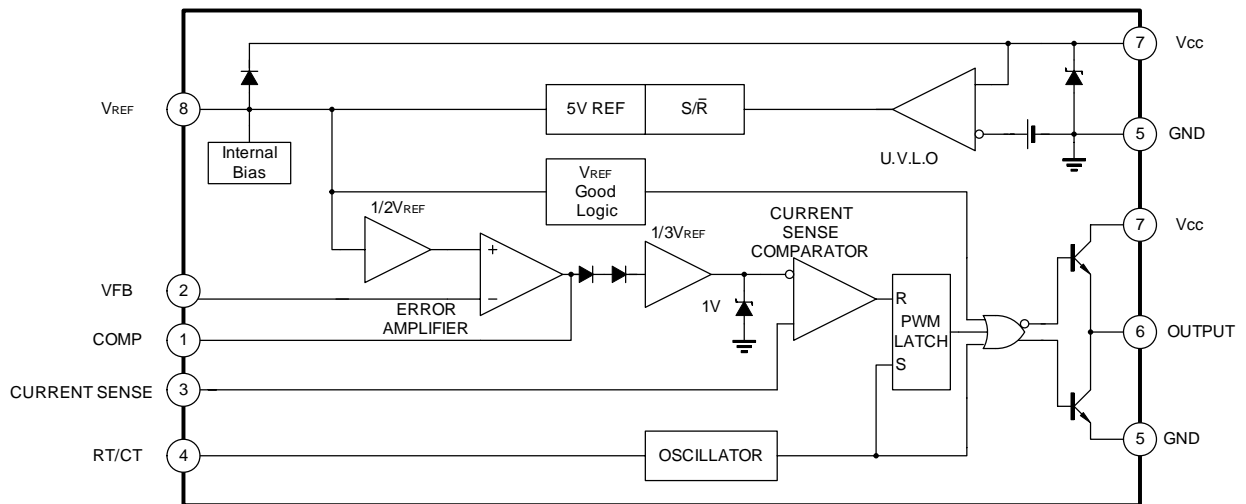 7 Vcc
VREF 8
5V REF S/R̅
5 GND
Internal
Bias
U.V.L.O
VREF
Good
Logic
1/2VREF
CURRENT
SENSE
COMPARATOR
1/3VREF
7 Vcc
+
−
VFB 2
ERROR
AMPLIFIER
1V
R
PWM
LATCH
S
COMP 1
6 OUTPUT
CURRENT SENSE 3
RT/CT 4
OSCILLATOR
5 GND